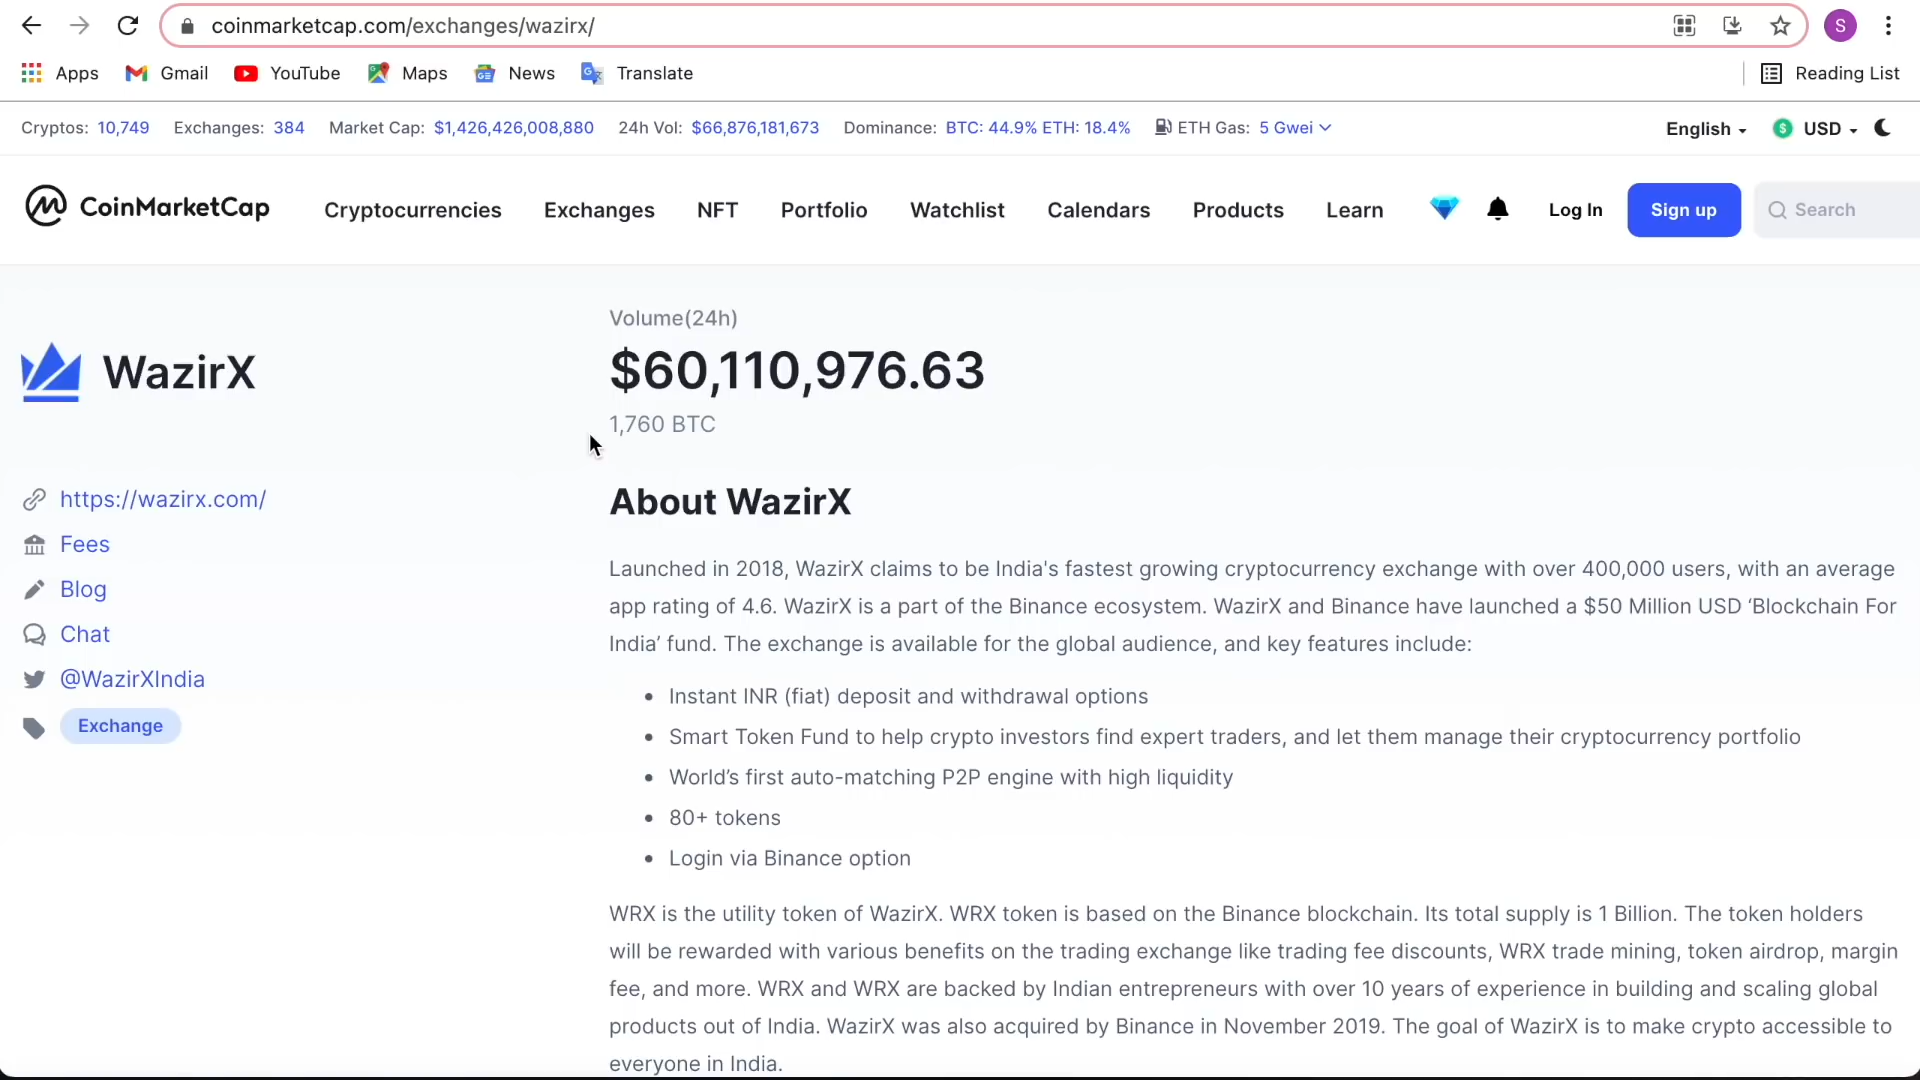 coinmarketcap.com/exchanges/wazirx/
S
Apps Gmail YouTube Maps News Translate Reading List
Cryptos: 10,749 Exchanges: 384 Market Cap: $1,426,426,008,880 24h Vol: $66,876,181,673 Dominance: BTC: 44.9% ETH: 18.4% ETH Gas: 5 Gwei English $ USD
CoinMarketCap Cryptocurrencies Exchanges NFT Portfolio Watchlist Calendars Products Learn Log In Sign up Search
WazirX
https://wazirx.com/
Fees
Blog
Chat
@WazirXIndia
Exchange
Volume(24h)
$60,110,976.63
1,760 BTC
About WazirX
Launched in 2018, WazirX claims to be India's fastest growing cryptocurrency exchange with over 400,000 users, with an average
app rating of 4.6. WazirX is a part of the Binance ecosystem. WazirX and Binance have launched a $50 Million USD ‘Blockchain For
India’ fund. The exchange is available for the global audience, and key features include:
• Instant INR (fiat) deposit and withdrawal options
• Smart Token Fund to help crypto investors find expert traders, and let them manage their cryptocurrency portfolio
• World’s first auto-matching P2P engine with high liquidity
• 80+ tokens
• Login via Binance option
WRX is the utility token of WazirX. WRX token is based on the Binance blockchain. Its total supply is 1 Billion. The token holders
will be rewarded with various benefits on the trading exchange like trading fee discounts, WRX trade mining, token airdrop, margin
fee, and more. WRX and WRX are backed by Indian entrepreneurs with over 10 years of experience in building and scaling global
products out of India. WazirX was also acquired by Binance in November 2019. The goal of WazirX is to make crypto accessible to
everyone in India.